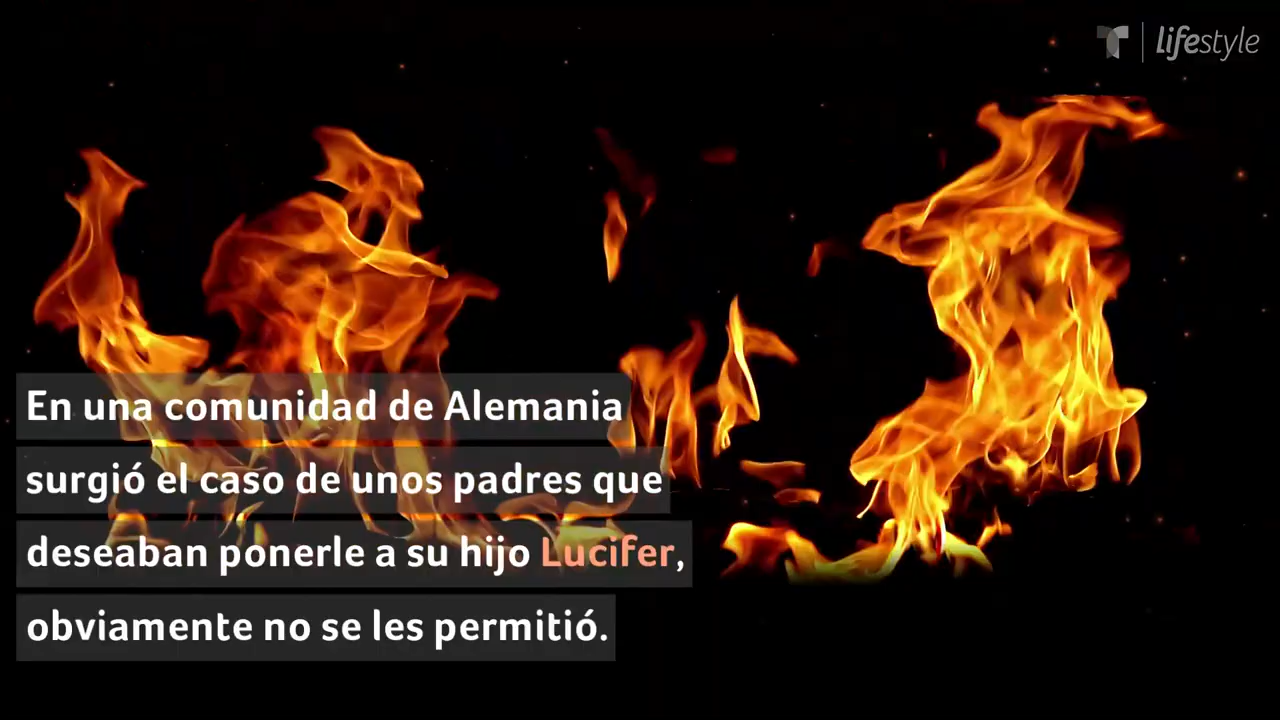 lifestyle
En una comunidad de Alemania
surgió el caso de unos padres que
deseaban ponerle a su hijo Lucifer,
obviamente no se les permitió.